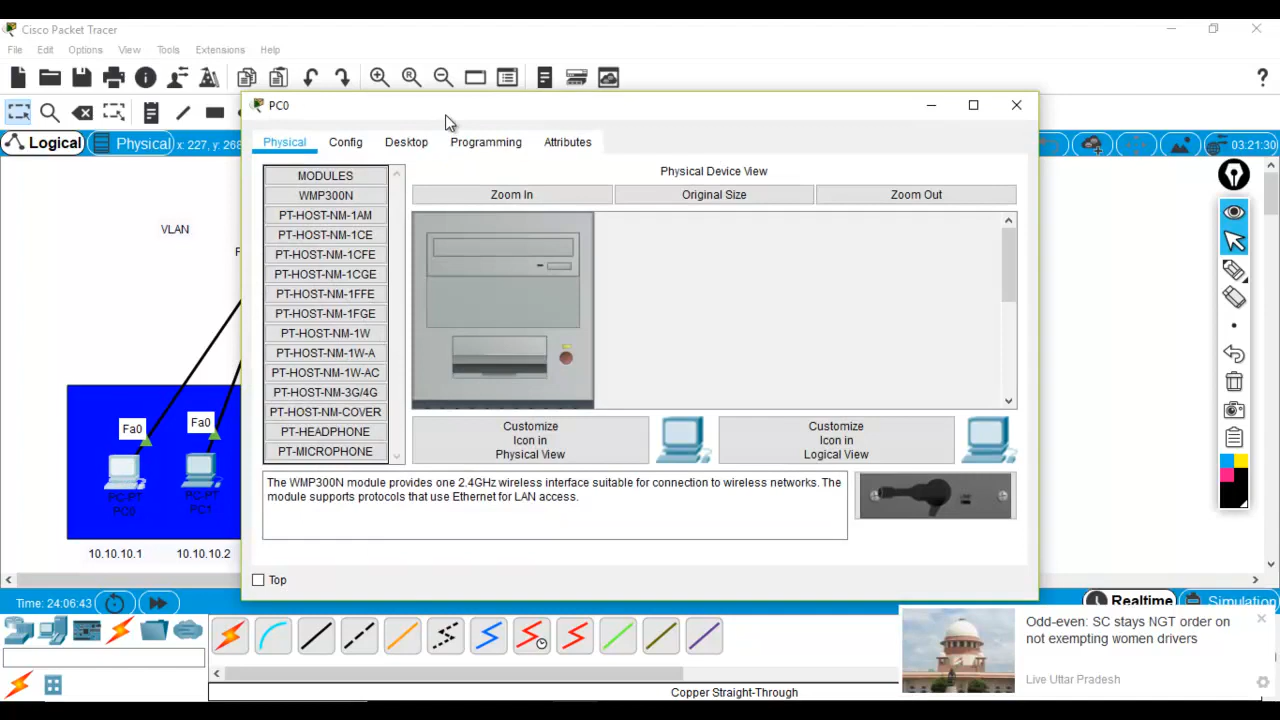 Cisco Packet Tracer
File Edit Options View Tools Extensions Help
?
PC0
Logical
Physical
x: 227, y: 268
03:21:30
Physical Config Desktop Programming Attributes
MODULES
WMP300N
PT-HOST-NM-1AM
PT-HOST-NM-1CE
PT-HOST-NM-1CFE
PT-HOST-NM-1CGE
PT-HOST-NM-1FFE
PT-HOST-NM-1FGE
PT-HOST-NM-1W
PT-HOST-NM-1W-A
PT-HOST-NM-1W-AC
PT-HOST-NM-3G/4G
PT-HOST-NM-COVER
PT-HEADPHONE
PT-MICROPHONE
Physical Device View
Zoom In
Original Size
Zoom Out
Customize
Icon in
Physical View
Customize
Icon in
Logical View
The WMP300N module provides one 2.4GHz wireless interface suitable for connection to wireless networks. The
module supports protocols that use Ethernet for LAN access.
Top
VLAN
F
Fa0
Fa0
PC-PT
PC0
PC-PT
PC1
10.10.10.1
10.10.10.2
Time: 24:06:43
Realtime
Simulation
Copper Straight-Through
Odd-even: SC stays NGT order on
not exempting women drivers
Live Uttar Pradesh